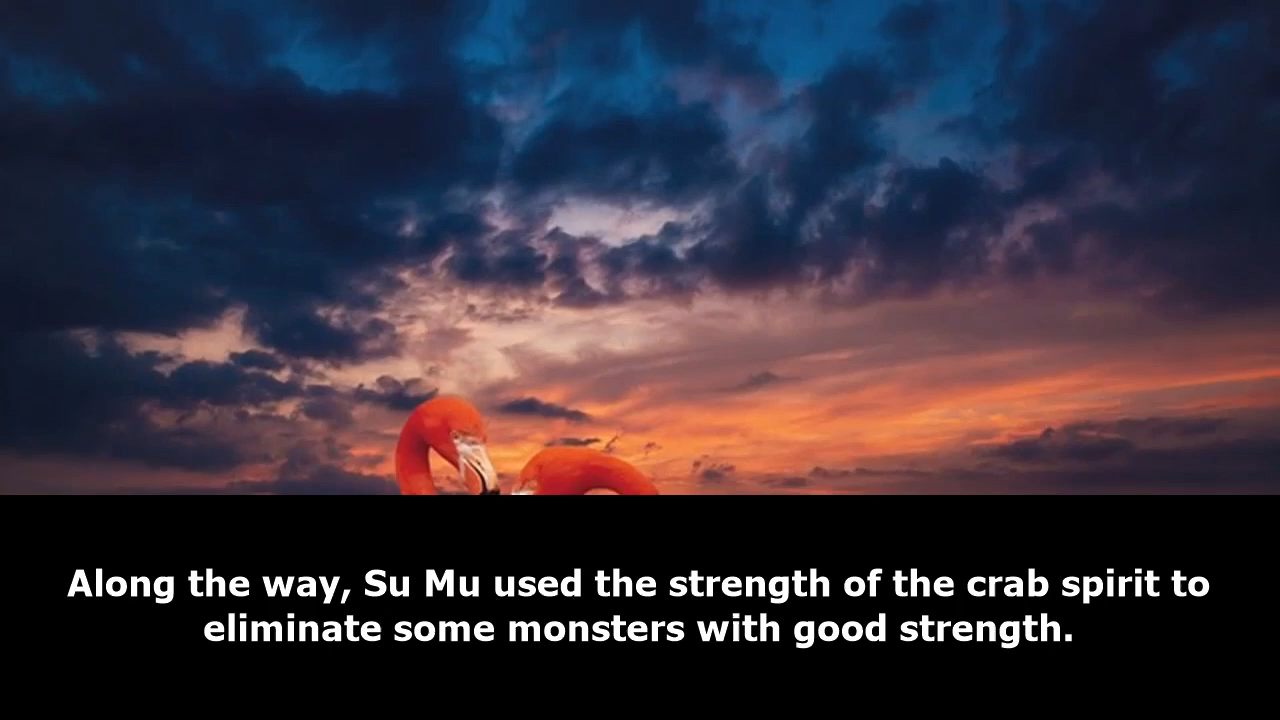 Along the way, Su Mu used the strength of the crab spirit to
eliminate some monsters with good strength.